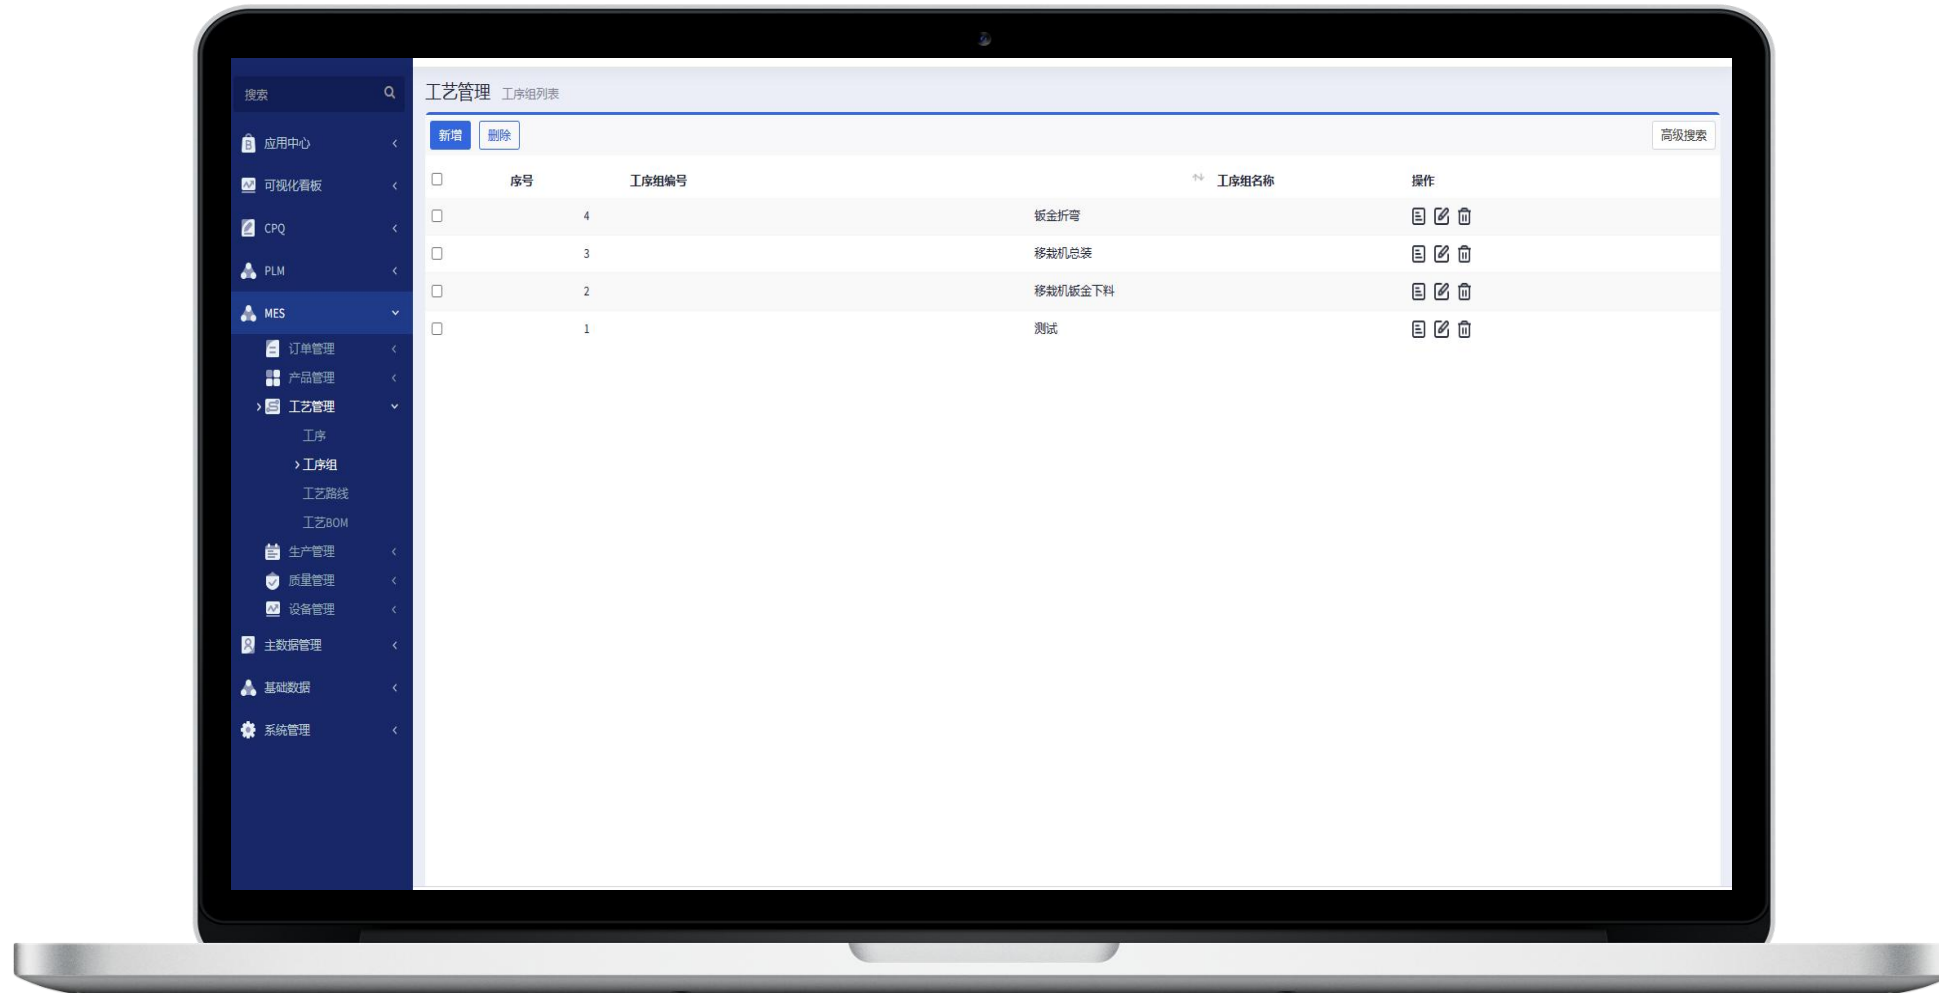 搜索
应用中心
可视化看板
CPQ
PLM
MES
订单管理
产品管理
工艺管理
工序
工序组
工艺路线
工艺BOM
生产管理
质量管理
设备管理
主数据管理
基础数据
系统管理
工艺管理 工序组列表
新增 删除 高级搜索
序号 工序组编号 工序组名称 操作
4 钣金折弯
3 移栽机总装
2 移栽机钣金下料
1 测试